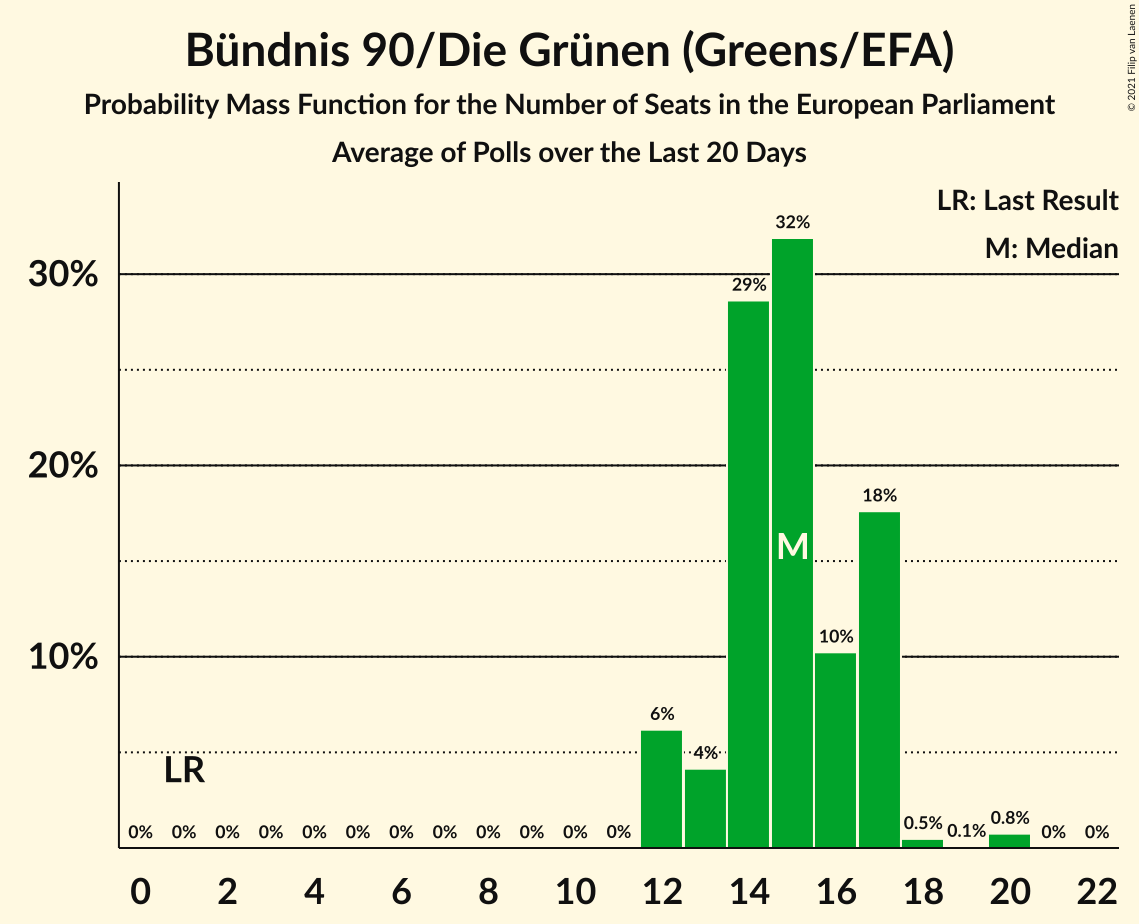 Bündnis 90/Die Grünen (Greens/EFA)
Probability Mass Function for the Number of Seats in the European Parliament
Average of Polls over the Last 20 Days
© 2021 Filip van Laenen
LR: Last Result
M: Median
30%
20%
10%
32%
29%
18%
10%
6%
4%
M
LR
0% 0% 0% 0% 0% 0% 0% 0% 0% 0% 0% 0% 0.5% 0.1% 0.8% 0% 0%
0 2 4 6 8 10 12 14 16 18 20 22